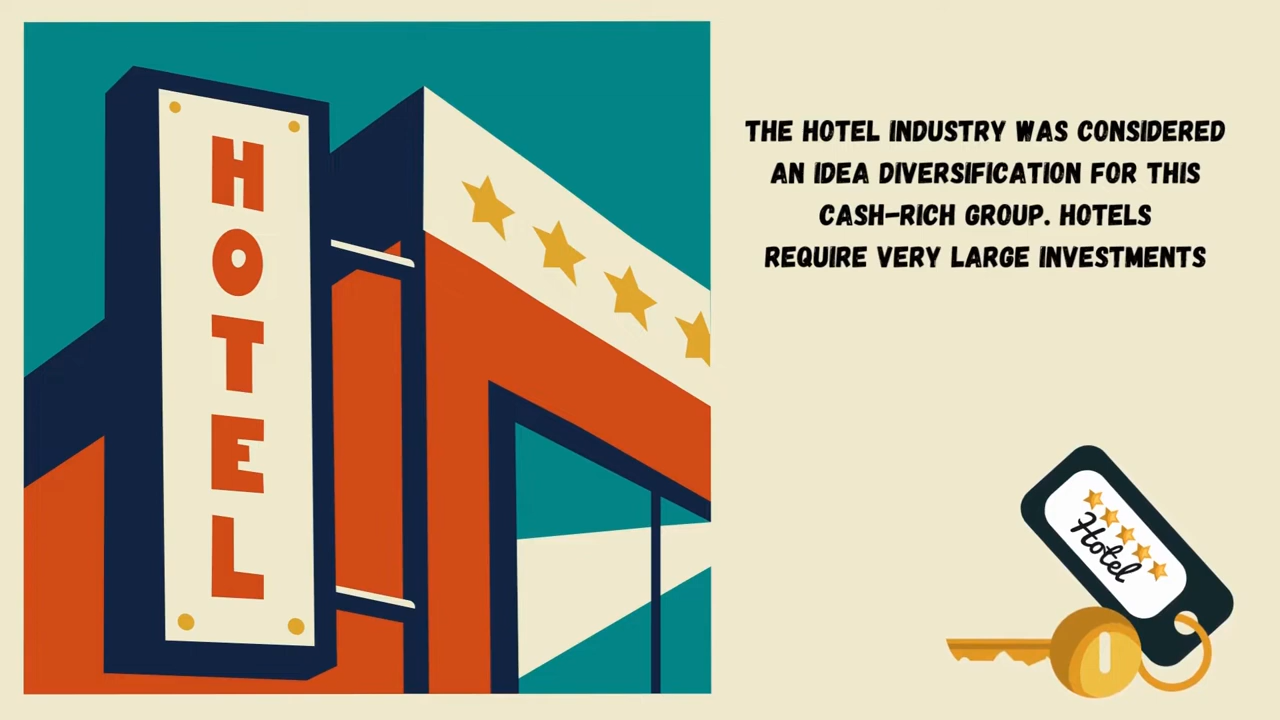 HOTEL
THE HOTEL INDUSTRY WAS CONSIDERED
AN IDEA DIVERSIFICATION FOR THIS
CASH-RICH GROUP. HOTELS
REQUIRE VERY LARGE INVESTMENTS
Hotel